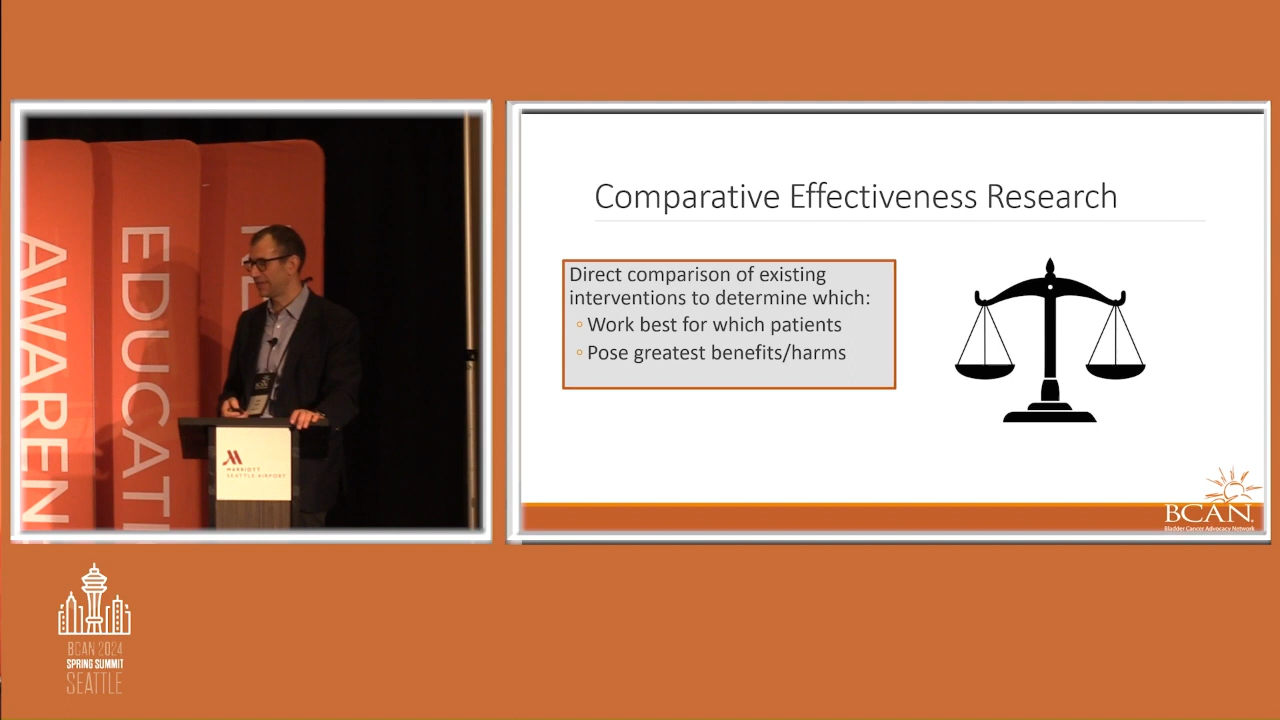 AWAREN
EDUCATI
BCAN
MARRIOTT
SEATTLE AIRPORT
Comparative Effectiveness Research
Direct comparison of existing
interventions to determine which:
◦ Work best for which patients
◦ Pose greatest benefits/harms
BCAN
Bladder Cancer Advocacy Network
BCAN 2024
SPRING SUMMIT
SEATTLE